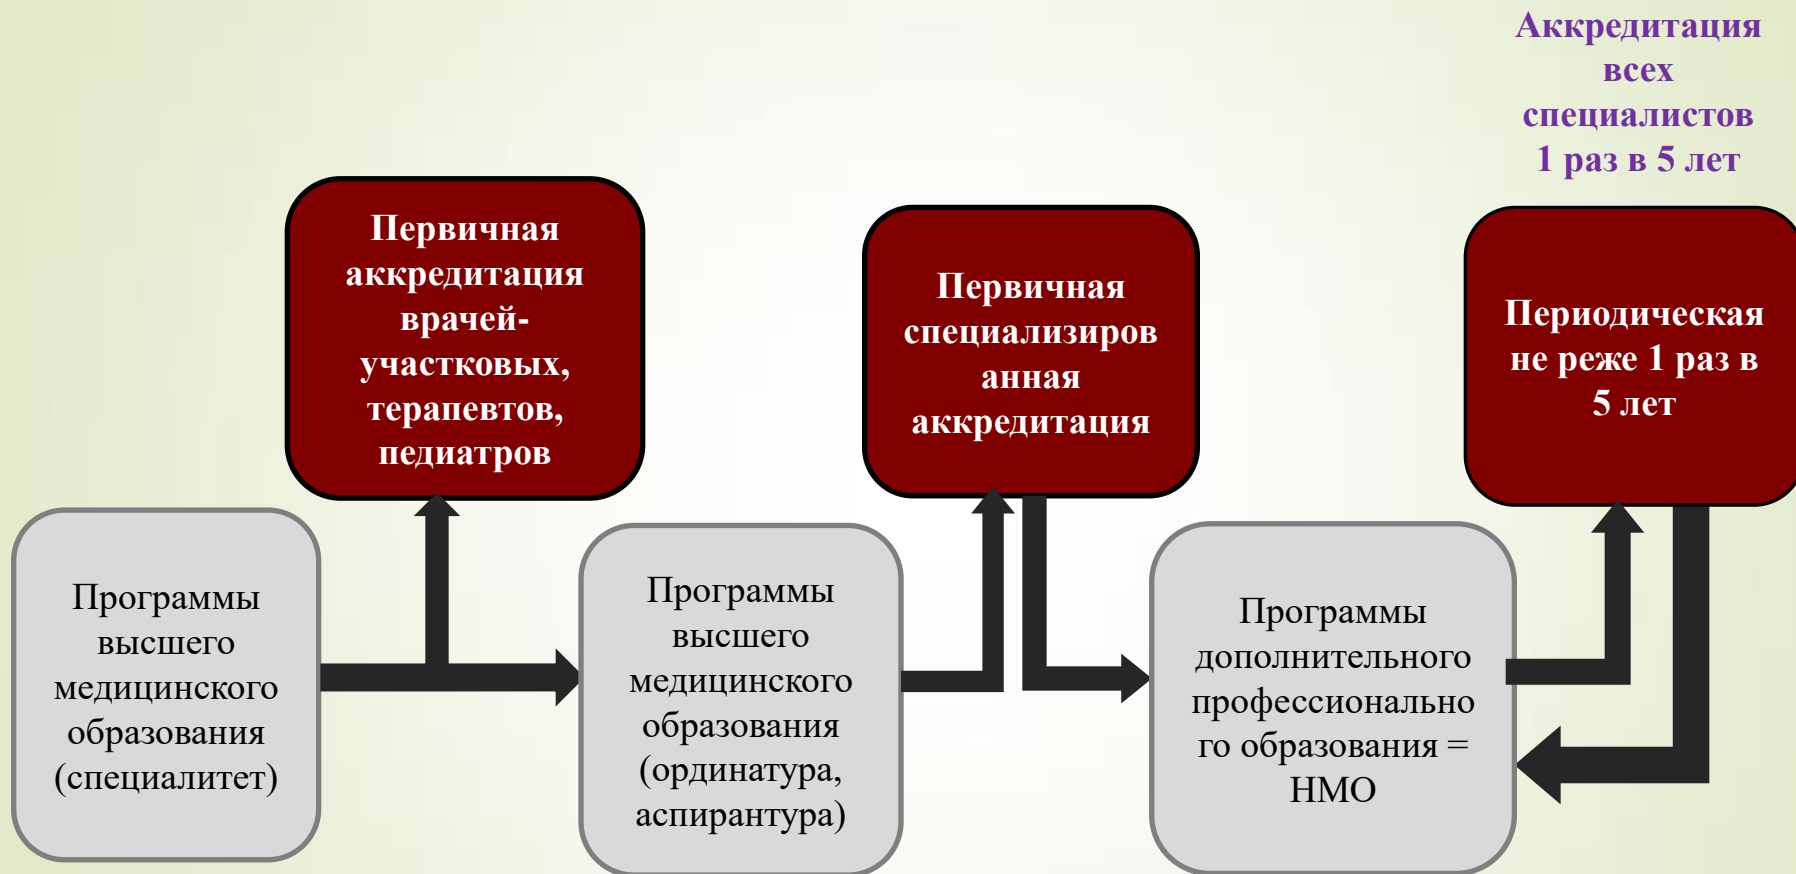 Аккредитация
всех
специалистов
1 раз в 5 лет
Первичная
аккредитация
врачей-
участковых,
терапевтов,
педиатров
Первичная
специализиров
анная
аккредитация
Периодическая
не реже 1 раз в
5 лет
Программы
высшего
медицинского
образования
(специалитет)
Программы
высшего
медицинского
образования
(ординатура,
аспирантура)
Программы
дополнительного
профессионально
го образования =
НМО